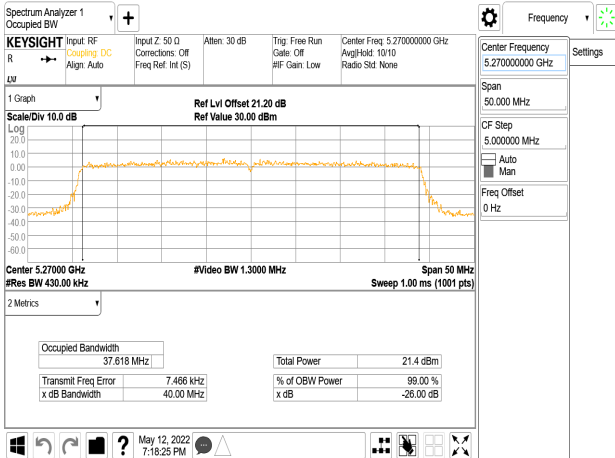 Spectrum Analyzer 1
Occupied BW
KEYSIGHT
R
Input: RF
Coupling: DC
Align: Auto
Input Z: 50 Ω
Corrections: Off
Freq Ref: Int (S)
Atten: 30 dB
Trig: Free Run
Gate: Off
#IF Gain: Low
Center Freq: 5.270000000 GHz
Avg|Hold: 10/10
Radio Std: None
LXI
1 Graph
Scale/Div 10.0 dB
Ref Lvl Offset 21.20 dB
Ref Value 30.00 dBm
Log
20.0
10.0
0.00
-10.0
-20.0
-30.0
-40.0
-50.0
-60.0
Center 5.27000 GHz
#Video BW 1.3000 MHz
Span 50 MHz
#Res BW 430.00 kHz
Sweep 1.00 ms (1001 pts)
2 Metrics
Occupied Bandwidth
37.618 MHz
Total Power 21.4 dBm
Transmit Freq Error 7.466 kHz
% of OBW Power 99.00 %
x dB Bandwidth 40.00 MHz
x dB -26.00 dB
May 12, 2022
7:18:25 PM
Frequency
Center Frequency
5.270000000 GHz
Settings
Span
50.000 MHz
CF Step
5.000000 MHz
Auto
Man
Freq Offset
0 Hz